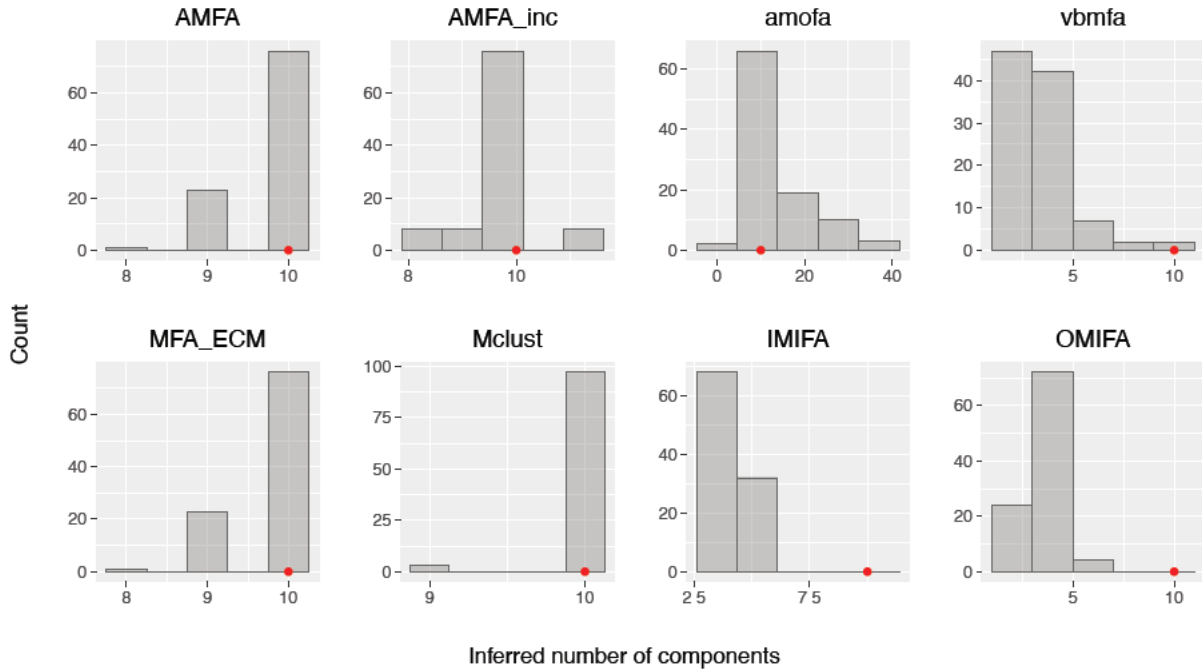 AMFA AMFA_inc amofa vbmfa
60 60 60 40
40 40 40 30
20 20 20 20
10
0 0 0 0
8 9 10 8 10 0 20 40 5 10
Count
MFA_ECM Mclust IMIFA OMIFA
60 100 60 60
75
40 50 40 40
20 25 20 20
0 0 0 0
8 9 10 9 10 2 5 7 5 5 10
Inferred number of components